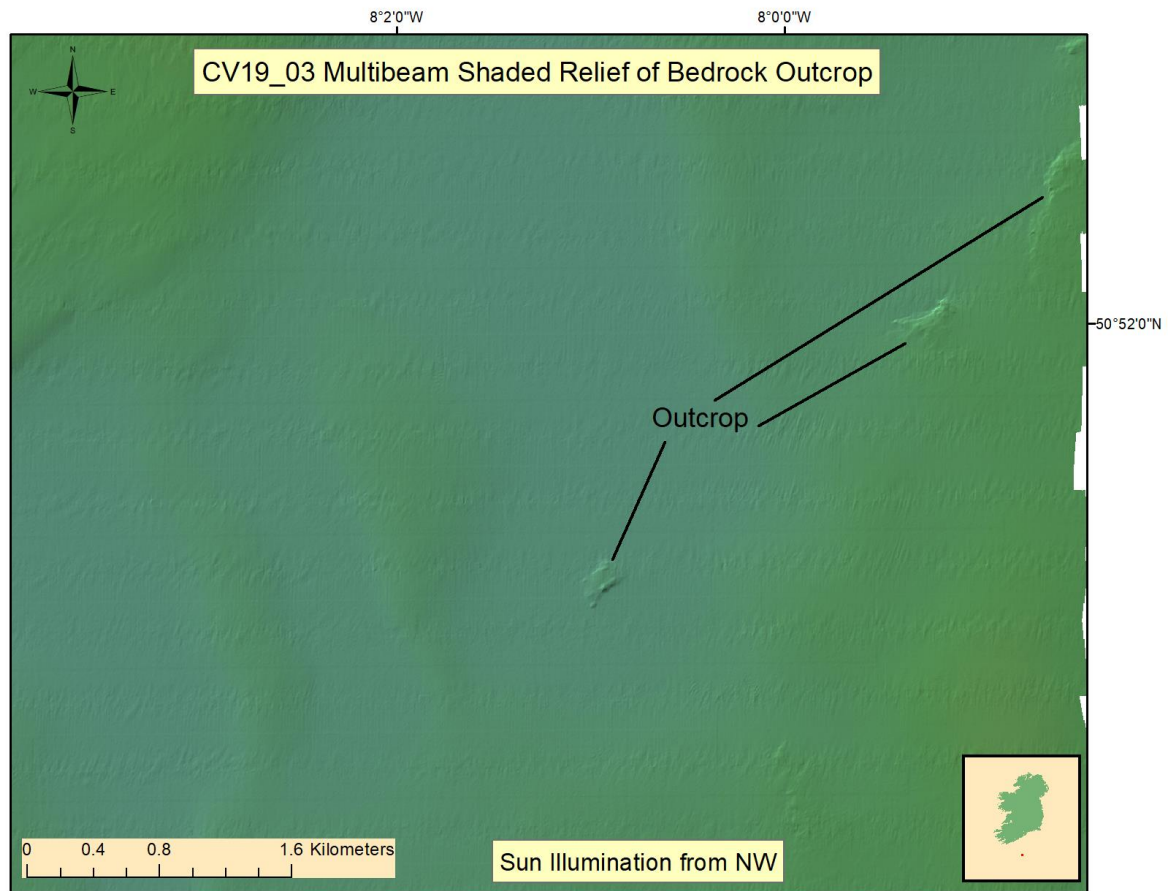 8°2'0"W
8°0'0"W
CV19_03 Multibeam Shaded Relief of Bedrock Outcrop
N
W E
S
50°52'0"N
Outcrop
0 0.4 0.8 1.6 Kilometers
Sun Illumination from NW